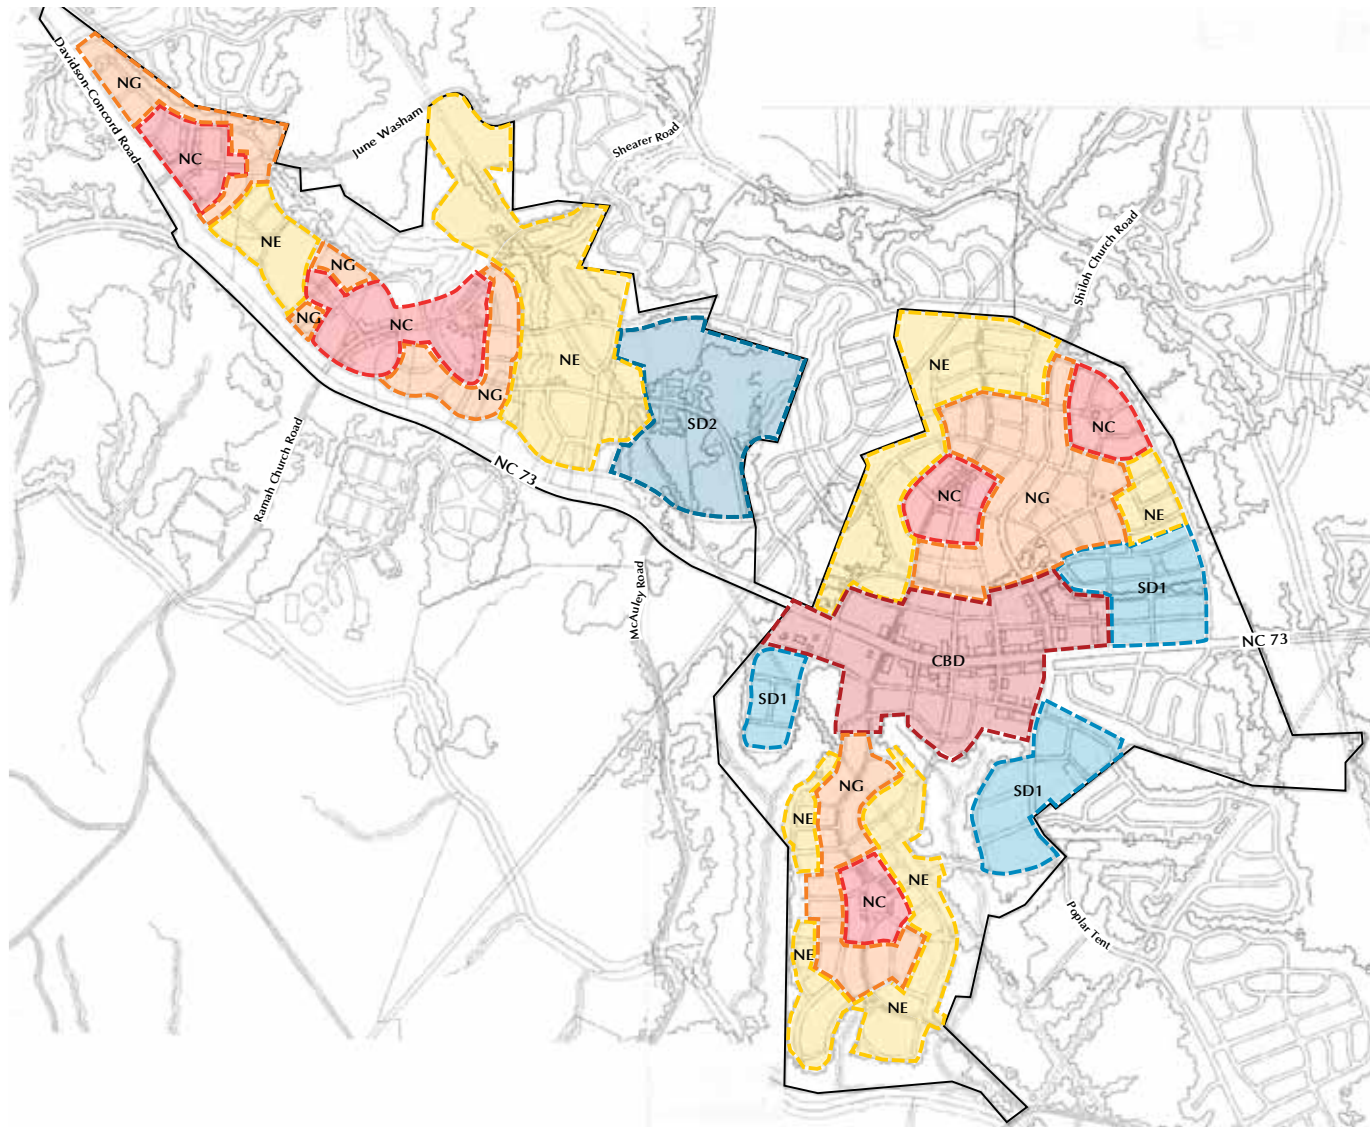 NG
Davidson-Concord Road
NC
June Washam
Shearer Road
NE
NG
NG
NC
NE
NG
SD2
Shiloh Church Road
NE
NC
NC
NG
NE
SD1
Ramah Church Road
NC 73
McAuley Road
NC 73
CBD
SD1
NG
SD1
NE
NE
NC
Poplar Tent
NE
NE